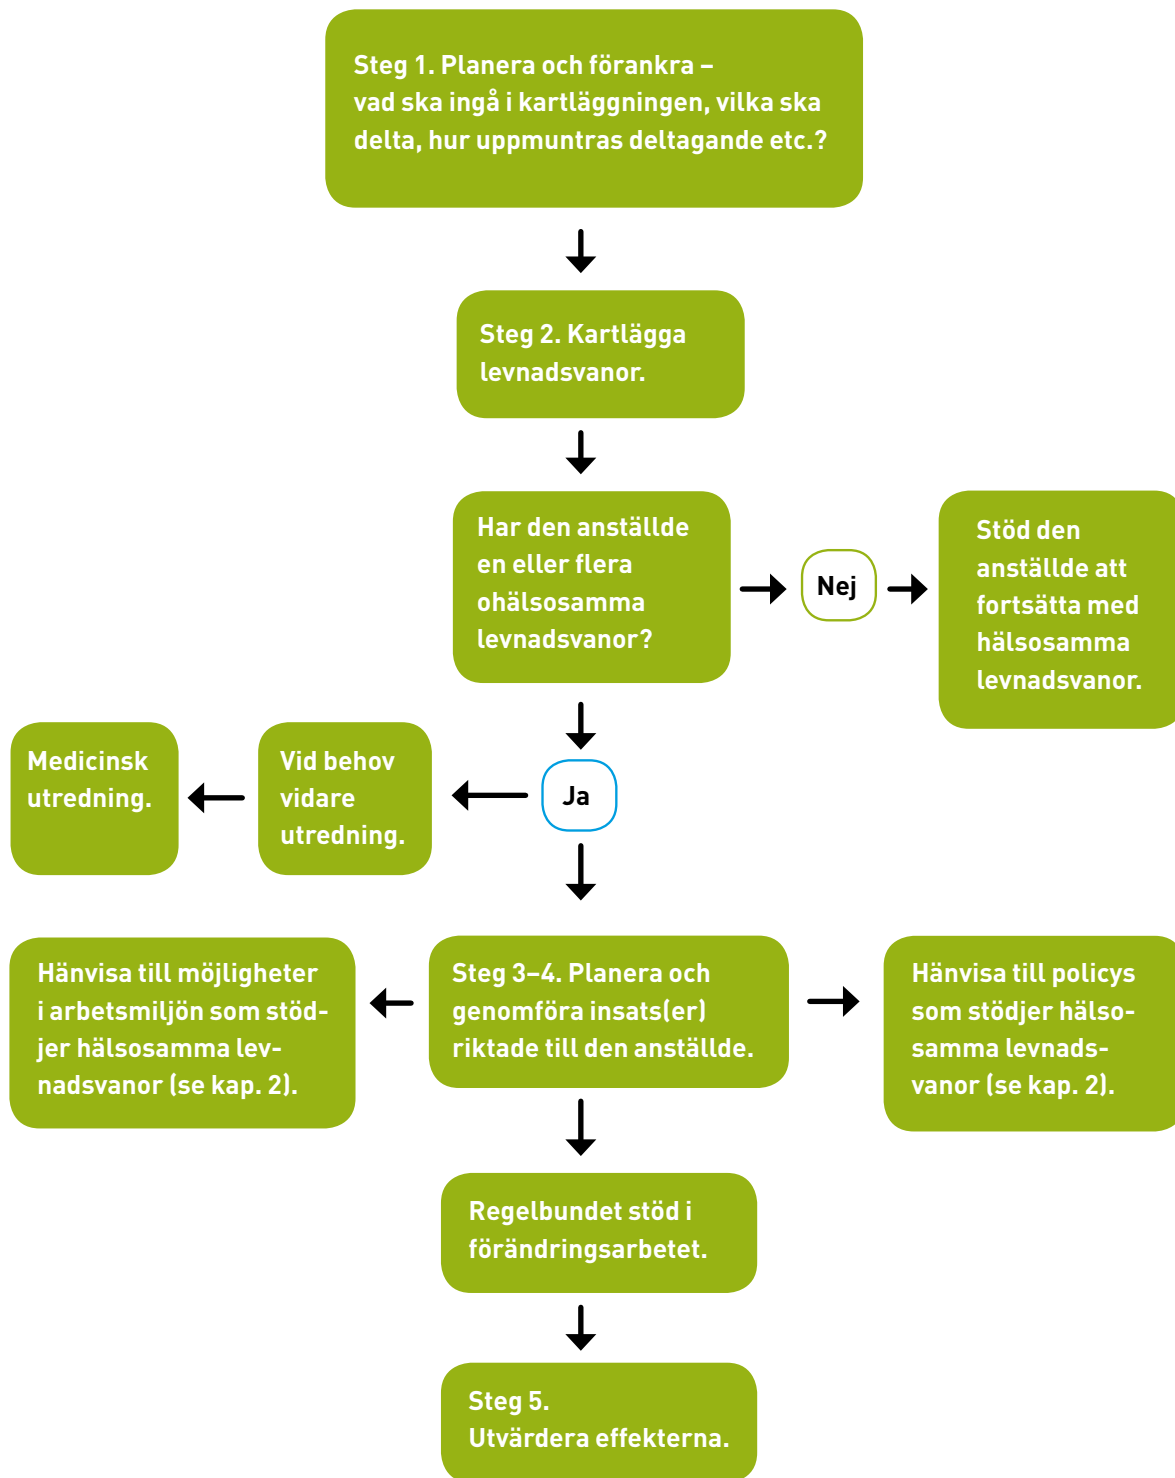 Steg 1. Planera och förankra –
vad ska ingå i kartläggningen, vilka ska
delta, hur uppmuntras deltagande etc.?
Steg 2. Kartlägga
levnadsvanor.
Har den anställde
en eller flera
ohälsosamma
levnadsvanor?
Nej
Stöd den
anställde att
fortsätta med
hälsosamma
levnadsvanor.
Ja
Vid behov
vidare
utredning.
Medicinsk
utredning.
Hänvisa till möjligheter
i arbetsmiljön som stöd-
jer hälsosamma lev-
nadsvanor (se kap. 2).
Steg 3–4. Planera och
genomföra insats(er)
riktade till den anställde.
Hänvisa till policys
som stödjer hälso-
samma levnads-
vanor (se kap. 2).
Regelbundet stöd i
förändringsarbetet.
Steg 5.
Utvärdera effekterna.